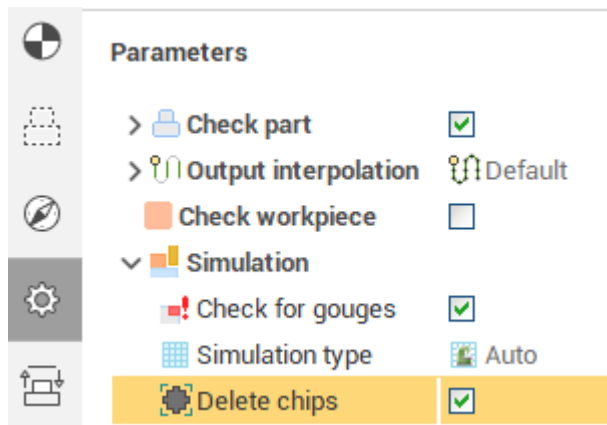 Parameters
Check part
Output interpolation Default
Check workpiece
Simulation
Check for gouges
Simulation type Auto
Delete chips